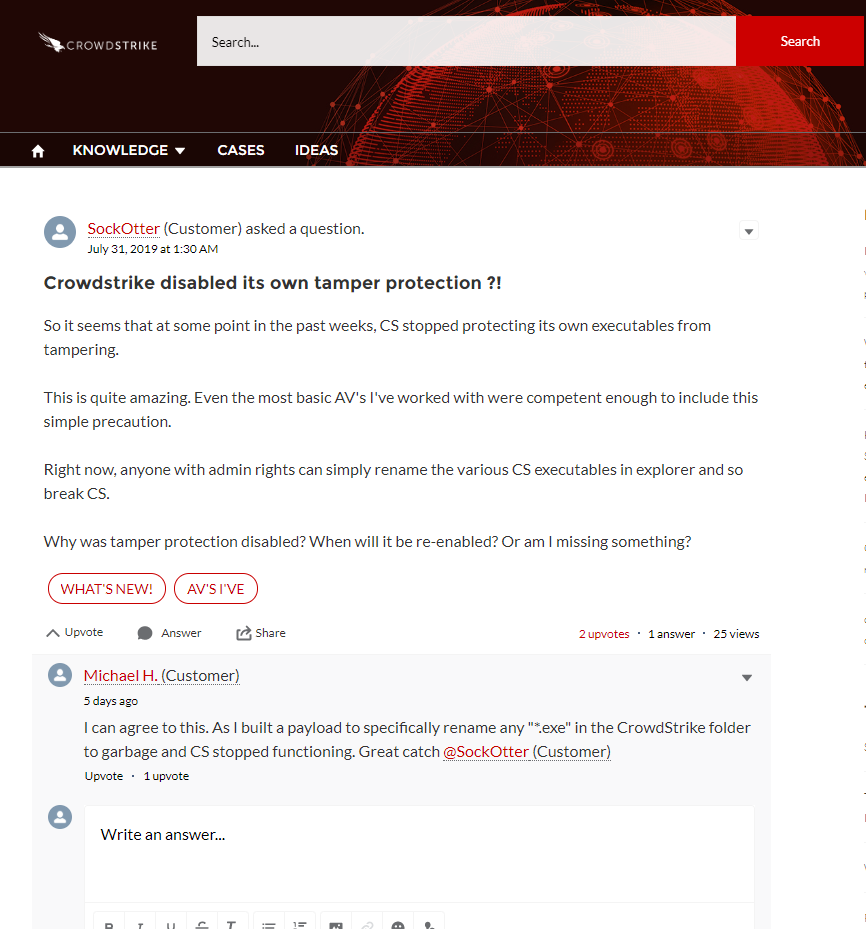 CROWDSTRIKE
Search...
Search
KNOWLEDGE
CASES
IDEAS
SockOtter (Customer) asked a question.
July 31, 2019 at 1:30 AM
Crowdstrike disabled its own tamper protection ?!
So it seems that at some point in the past weeks, CS stopped protecting its own executables from
tampering.
This is quite amazing. Even the most basic AV's I've worked with were competent enough to include this
simple precaution.
Right now, anyone with admin rights can simply rename the various CS executables in explorer and so
break CS.
Why was tamper protection disabled? When will it be re-enabled? Or am I missing something?
WHAT'S NEW!
AV'S I'VE
Upvote
Answer
Share
2 upvotes · 1 answer · 25 views
Michael H. (Customer)
5 days ago
I can agree to this. As I built a payload to specifically rename any "*.exe" in the CrowdStrike folder
to garbage and CS stopped functioning. Great catch @SockOtter (Customer)
Upvote · 1 upvote
Write an answer...
B I U S T